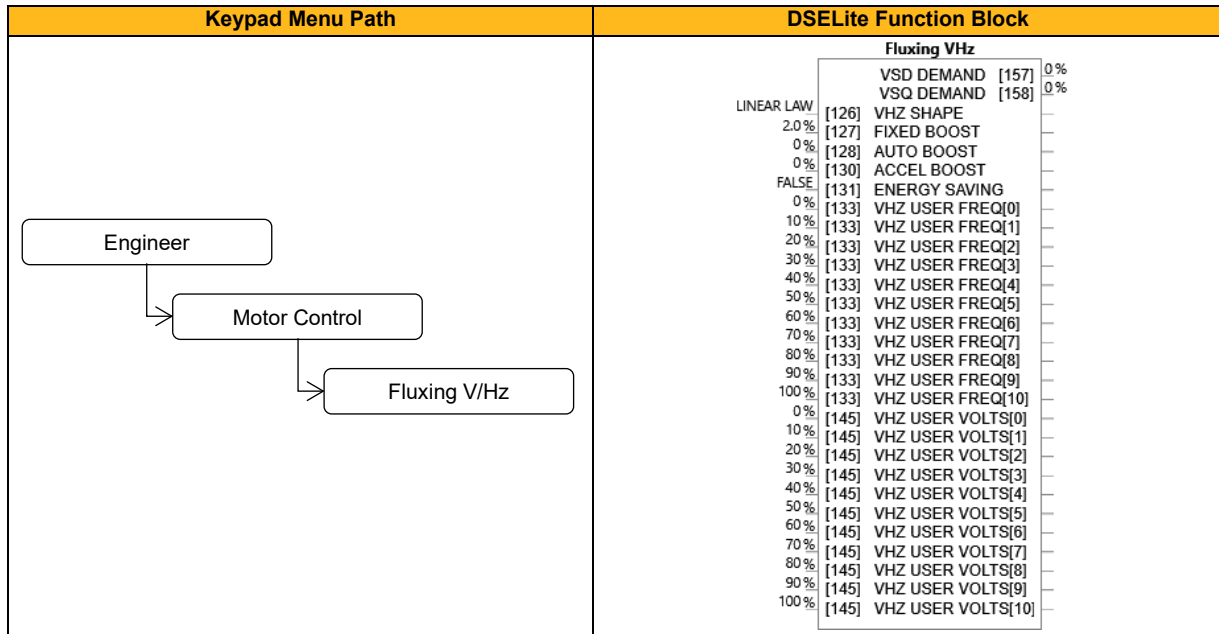 Keypad Menu Path
DSELite Function Block
Engineer
Motor Control
Fluxing V/Hz
Fluxing VHz
VSD DEMAND [157] 0 %
VSQ DEMAND [158] 0 %
LINEAR LAW [126] VHZ SHAPE
2.0 % [127] FIXED BOOST
0 % [128] AUTO BOOST
0 % [130] ACCEL BOOST
FALSE [131] ENERGY SAVING
0 % [133] VHZ USER FREQ[0]
10 % [133] VHZ USER FREQ[1]
20 % [133] VHZ USER FREQ[2]
30 % [133] VHZ USER FREQ[3]
40 % [133] VHZ USER FREQ[4]
50 % [133] VHZ USER FREQ[5]
60 % [133] VHZ USER FREQ[6]
70 % [133] VHZ USER FREQ[7]
80 % [133] VHZ USER FREQ[8]
90 % [133] VHZ USER FREQ[9]
100 % [133] VHZ USER FREQ[10]
0 % [145] VHZ USER VOLTS[0]
10 % [145] VHZ USER VOLTS[1]
20 % [145] VHZ USER VOLTS[2]
30 % [145] VHZ USER VOLTS[3]
40 % [145] VHZ USER VOLTS[4]
50 % [145] VHZ USER VOLTS[5]
60 % [145] VHZ USER VOLTS[6]
70 % [145] VHZ USER VOLTS[7]
80 % [145] VHZ USER VOLTS[8]
90 % [145] VHZ USER VOLTS[9]
100 % [145] VHZ USER VOLTS[10]